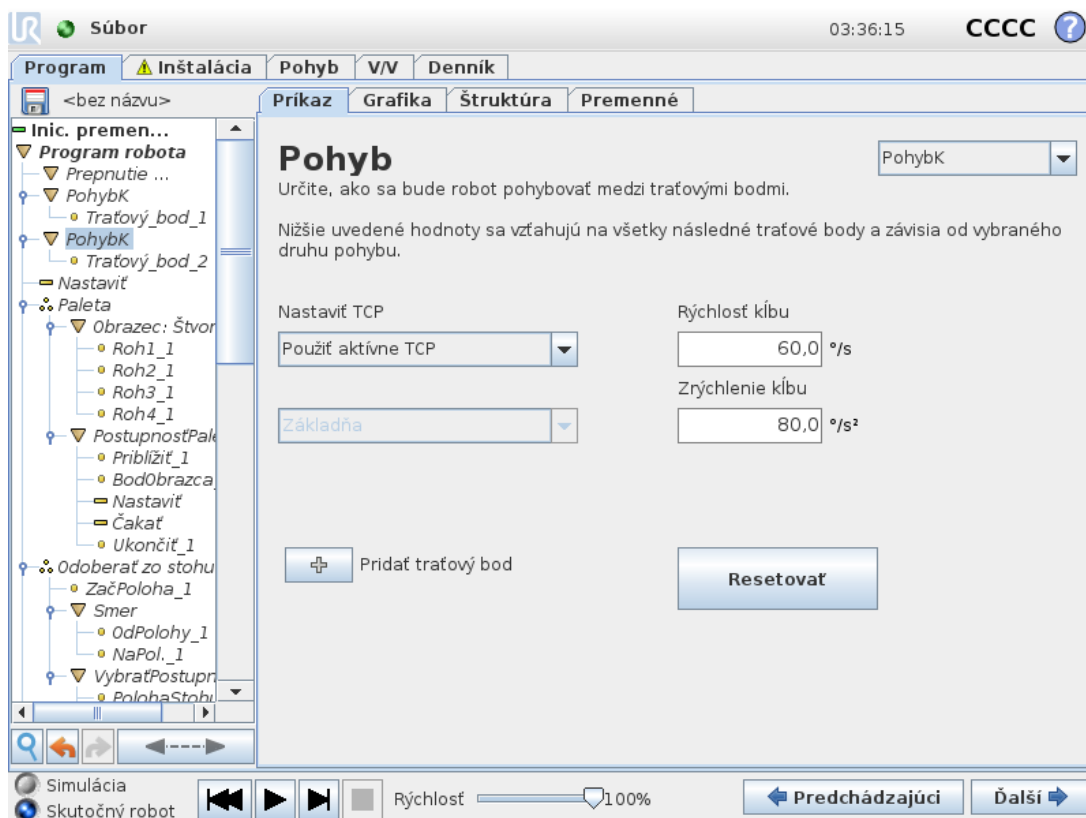 Súbor
03:36:15
CCCC
?
Program
Inštalácia
Pohyb
V/V
Denník
<bez názvu>
Príkaz
Grafika
Štruktúra
Premenné
Inic. premen...
Program robota
Prepnutie ...
PohybK
Traťový_bod_1
PohybK
Traťový_bod_2
Nastaviť
Paleta
Obrazec: Štvor
Roh1_1
Roh2_1
Roh3_1
Roh4_1
PostupnosťPale
Priblížiť_1
BodObrazca_
Nastaviť
Čakať
Ukončiť_1
Odoberať zo stohu
ZačPoloha_1
Smer
OdPolohy_1
NaPol._1
VybraťPostupn
PolohaStohu
Pohyb
PohybK
Určite, ako sa bude robot pohybovať medzi traťovými bodmi.
Nižšie uvedené hodnoty sa vzťahujú na všetky následné traťové body a závisia od vybraného
druhu pohybu.
Nastaviť TCP
Použiť aktívne TCP
Základňa
Rýchlosť kĺbu
60,0 °/s
Zrýchlenie kĺbu
80,0 °/s²
Pridať traťový bod
Resetovať
Simulácia
Skutočný robot
Rýchlosť
100%
Predchádzajúci
Ďalší